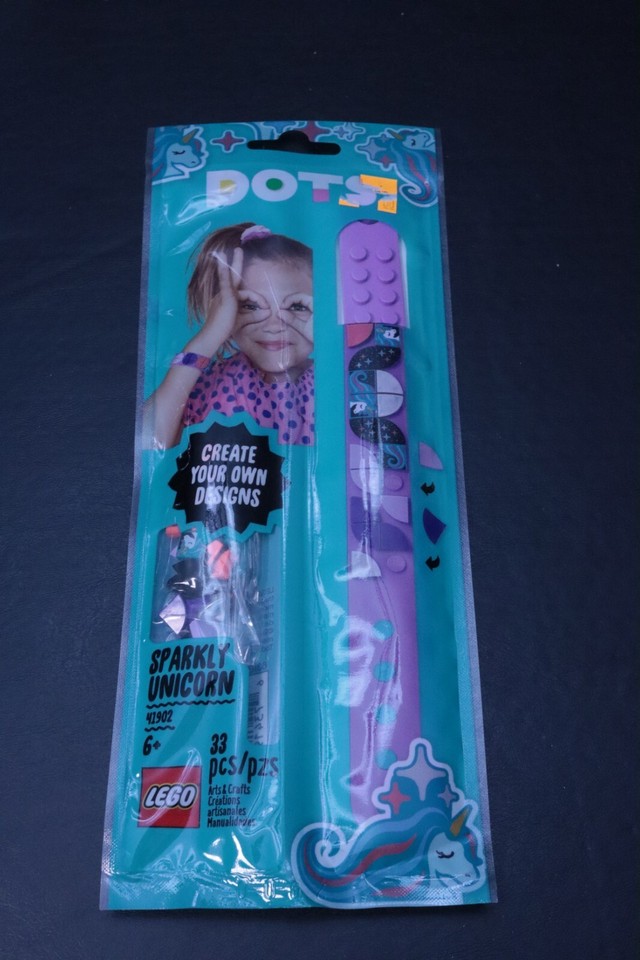 DOTS
CREATE
YOUR OWN
DESIGNS
SPARKLY
UNICORN
41902
6+
33
pcs/pzs
LEGO
Arts & Crafts
Créations
artisanales
Manualidades